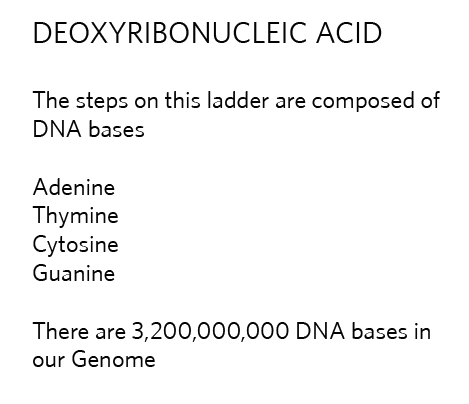 DEOXYRIBONUCLEIC ACID
The steps on this ladder are composed of
DNA bases
Adenine
Thymine
Cytosine
Guanine
There are 3,200,000,000 DNA bases in
our Genome